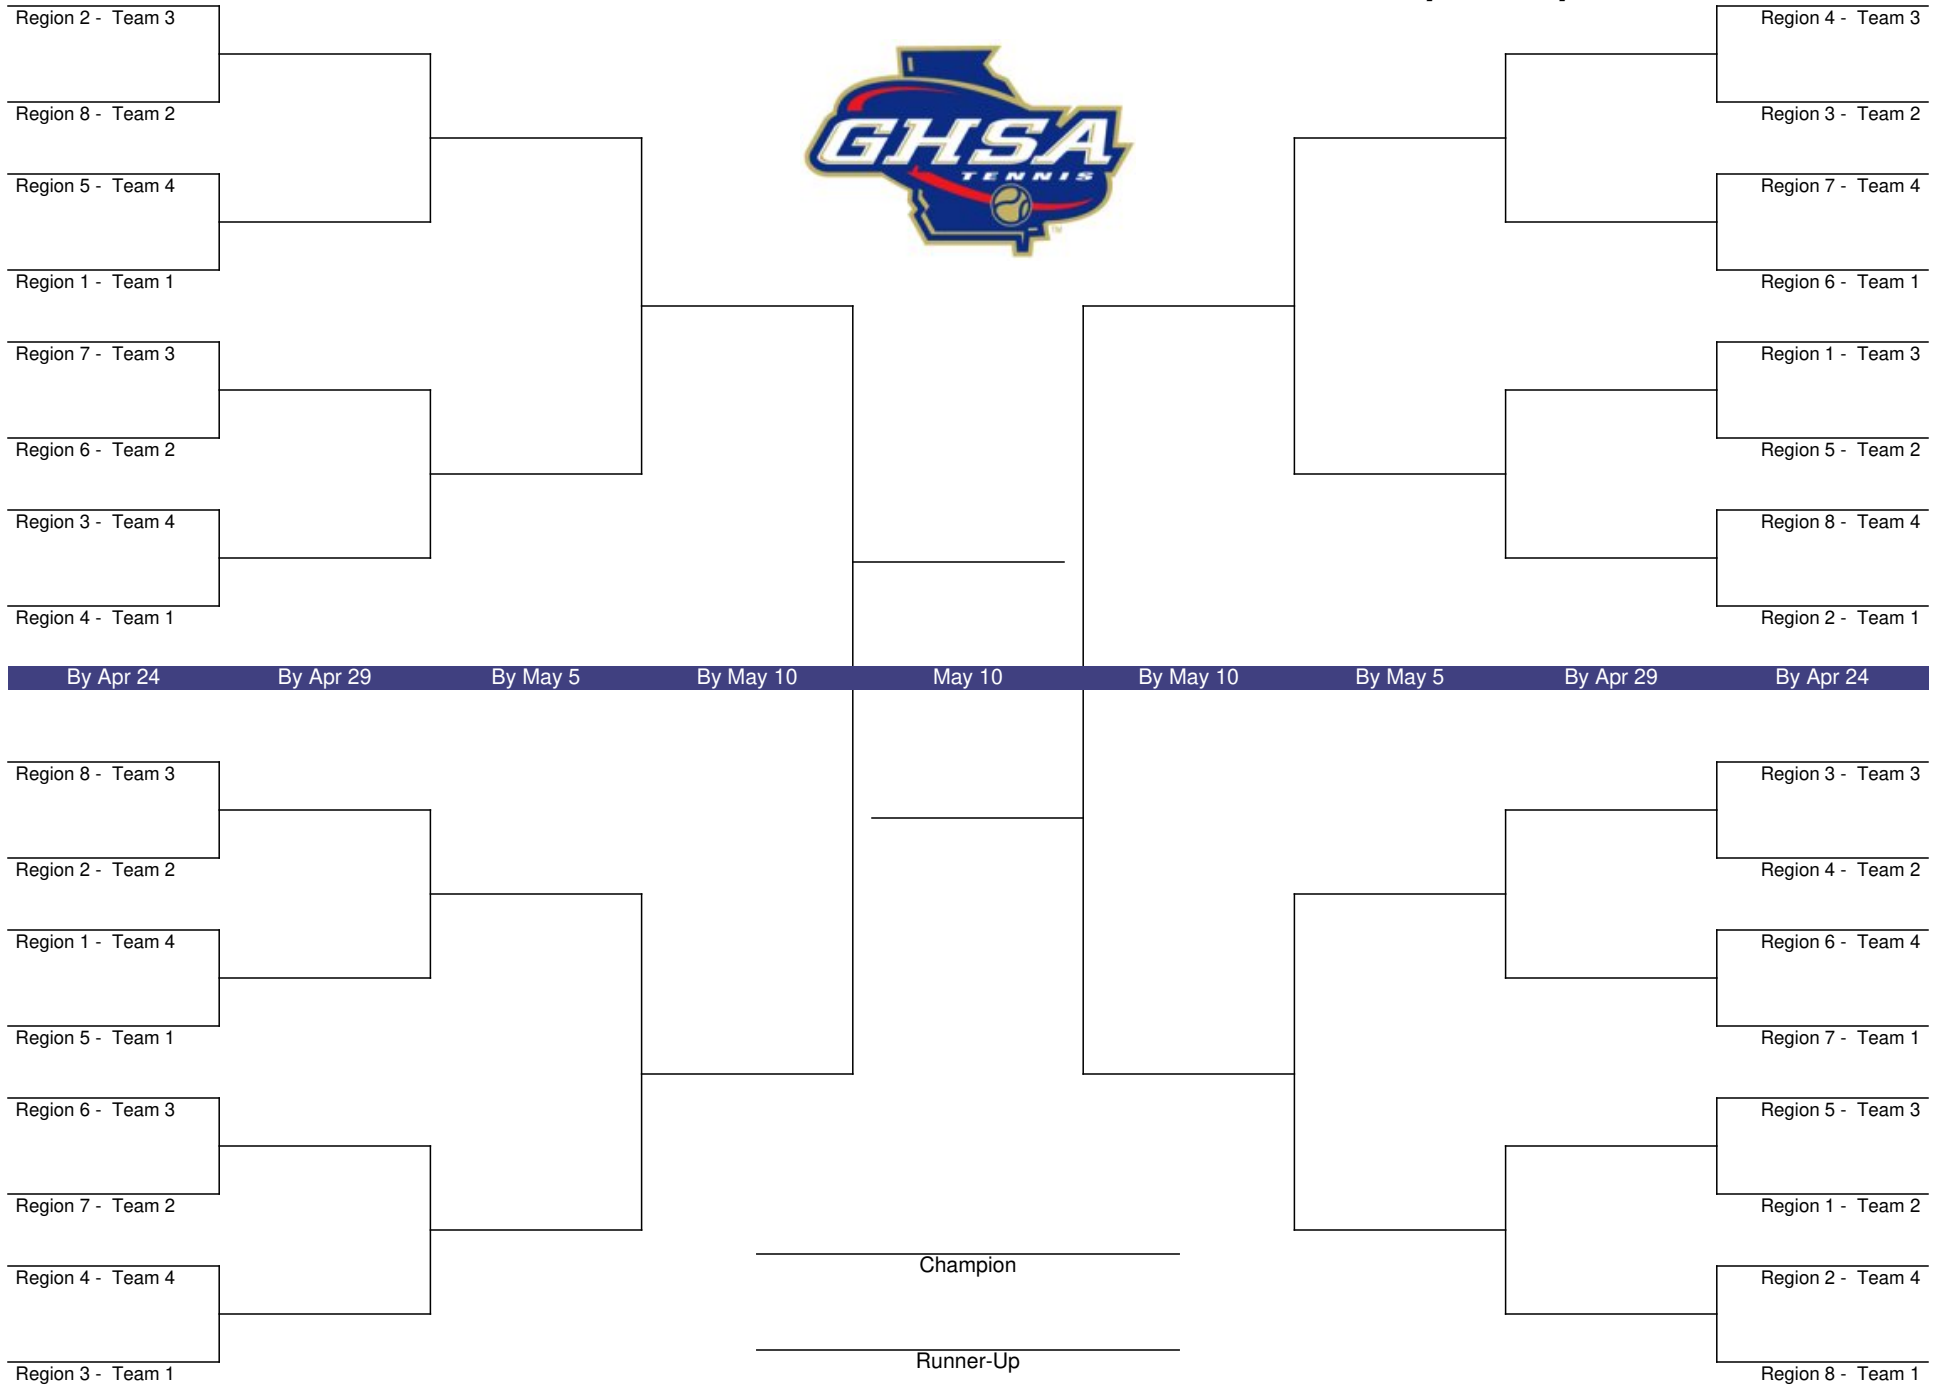 Region 2 - Team 3
Region 8 - Team 2
Region 5 - Team 4
Region 1 - Team 1
Region 7 - Team 3
Region 6 - Team 2
Region 3 - Team 4
Region 4 - Team 1
GHSA
TENNIS
TM
Region 4 - Team 3
Region 3 - Team 2
Region 7 - Team 4
Region 6 - Team 1
Region 1 - Team 3
Region 5 - Team 2
Region 8 - Team 4
Region 2 - Team 1
By Apr 24 By Apr 29 By May 5 By May 10 May 10 By May 10 By May 5 By Apr 29 By Apr 24
Region 8 - Team 3
Region 2 - Team 2
Region 1 - Team 4
Region 5 - Team 1
Region 6 - Team 3
Region 7 - Team 2
Region 4 - Team 4
Region 3 - Team 1
Champion
Runner-Up
Region 3 - Team 3
Region 4 - Team 2
Region 6 - Team 4
Region 7 - Team 1
Region 5 - Team 3
Region 1 - Team 2
Region 2 - Team 4
Region 8 - Team 1